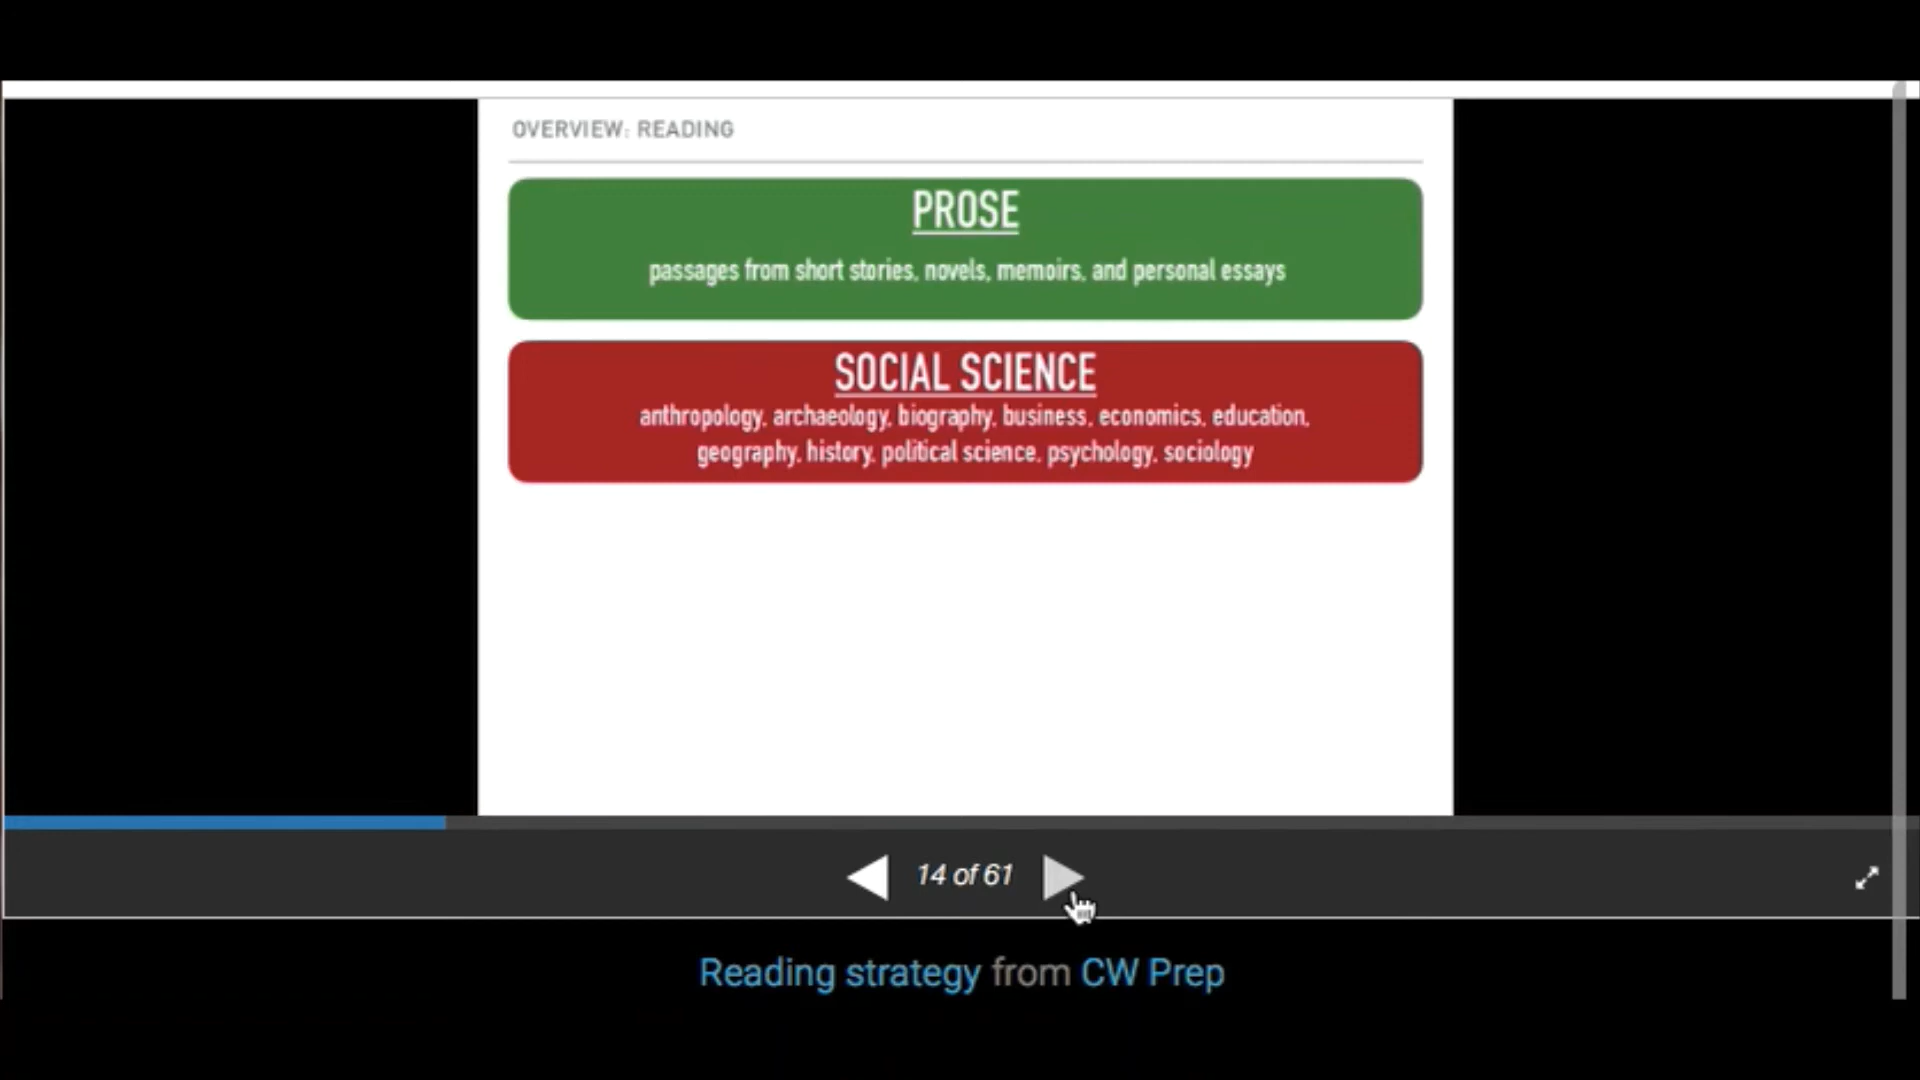 OVERVIEW: READING
PROSE
passages from short stories, novels, memoirs, and personal essays
SOCIAL SCIENCE
anthropology, archaeology, biography, business, economics, education,
geography, history, political science, psychology, sociology
14 of 61
Reading strategy from CW Prep